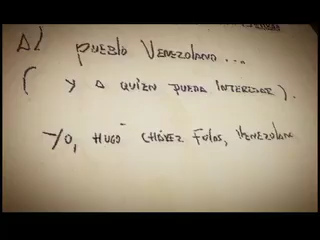 Al pueblo Venezolano...
(y a quien pueda interesar).
Yo, Hugo Chávez Frías, Venezolano